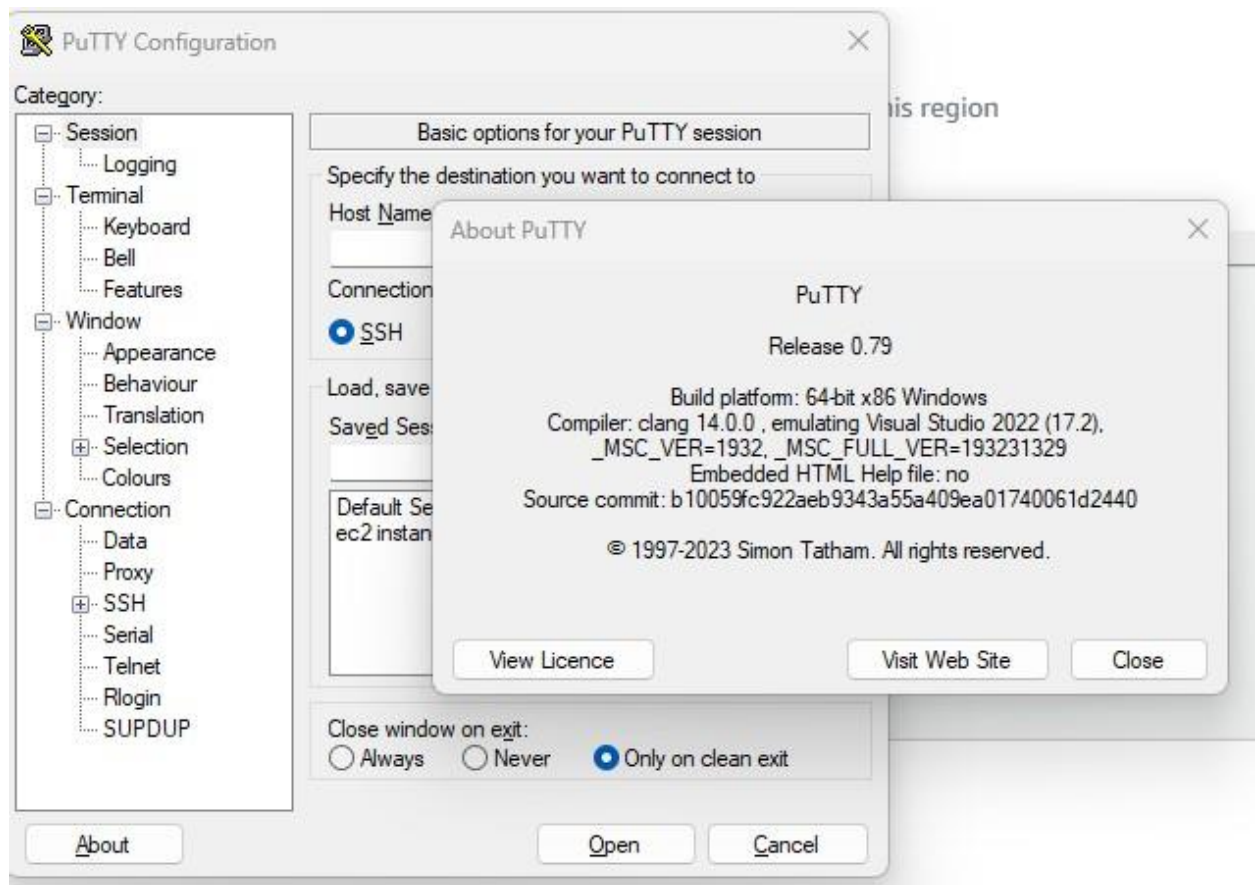 PuTTY Configuration
Category:
Session
Logging
Terminal
Keyboard
Bell
Features
Window
Appearance
Behaviour
Translation
Selection
Colours
Connection
Data
Proxy
SSH
Serial
Telnet
Rlogin
SUPDUP
Basic options for your PuTTY session
Specify the destination you want to connect to
Host Name
Connection
SSH
Load, save
Saved
Default
ec2
Close window on exit:
Always Never Only on clean exit
About Open Cancel
region
About PuTTY
PuTTY
Release 0.79
Build platform: 64-bit x86 Windows
Compiler: clang 14.0.0 , emulating Visual Studio 2022 (17.2),
_MSC_VER=1932, _MSC_FULL_VER=193231329
Embedded HTML Help file: no
Source commit: b10059fc922aeb9343a55a409ea01740061d2440
© 1997-2023 Simon Tatham. All rights reserved.
View Licence Visit Web Site Close